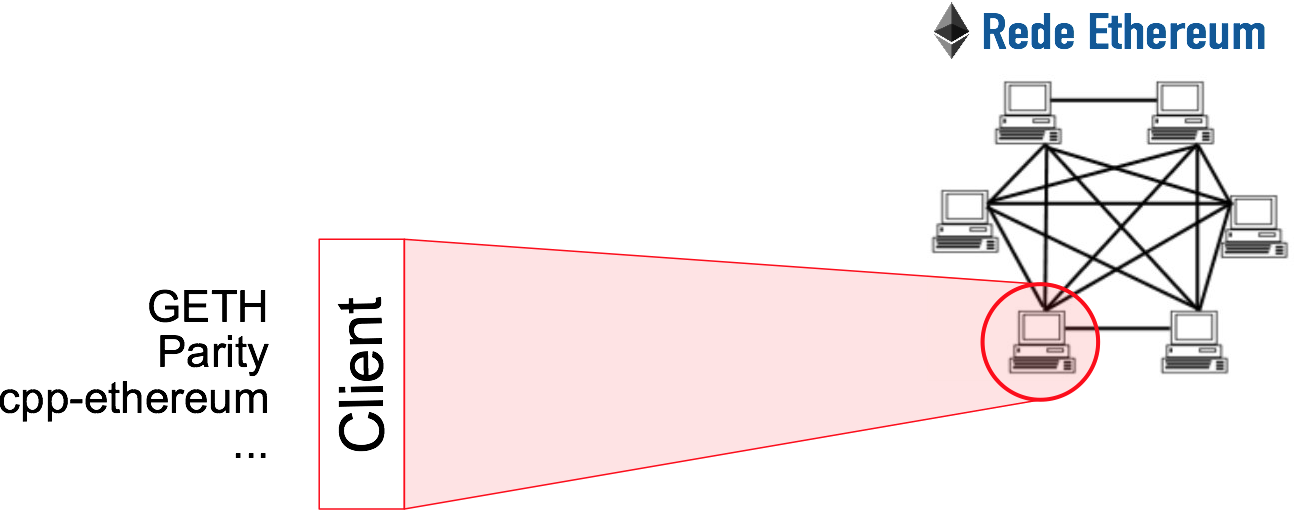 Rede Ethereum
GETH
Parity
cpp-ethereum
...
Client